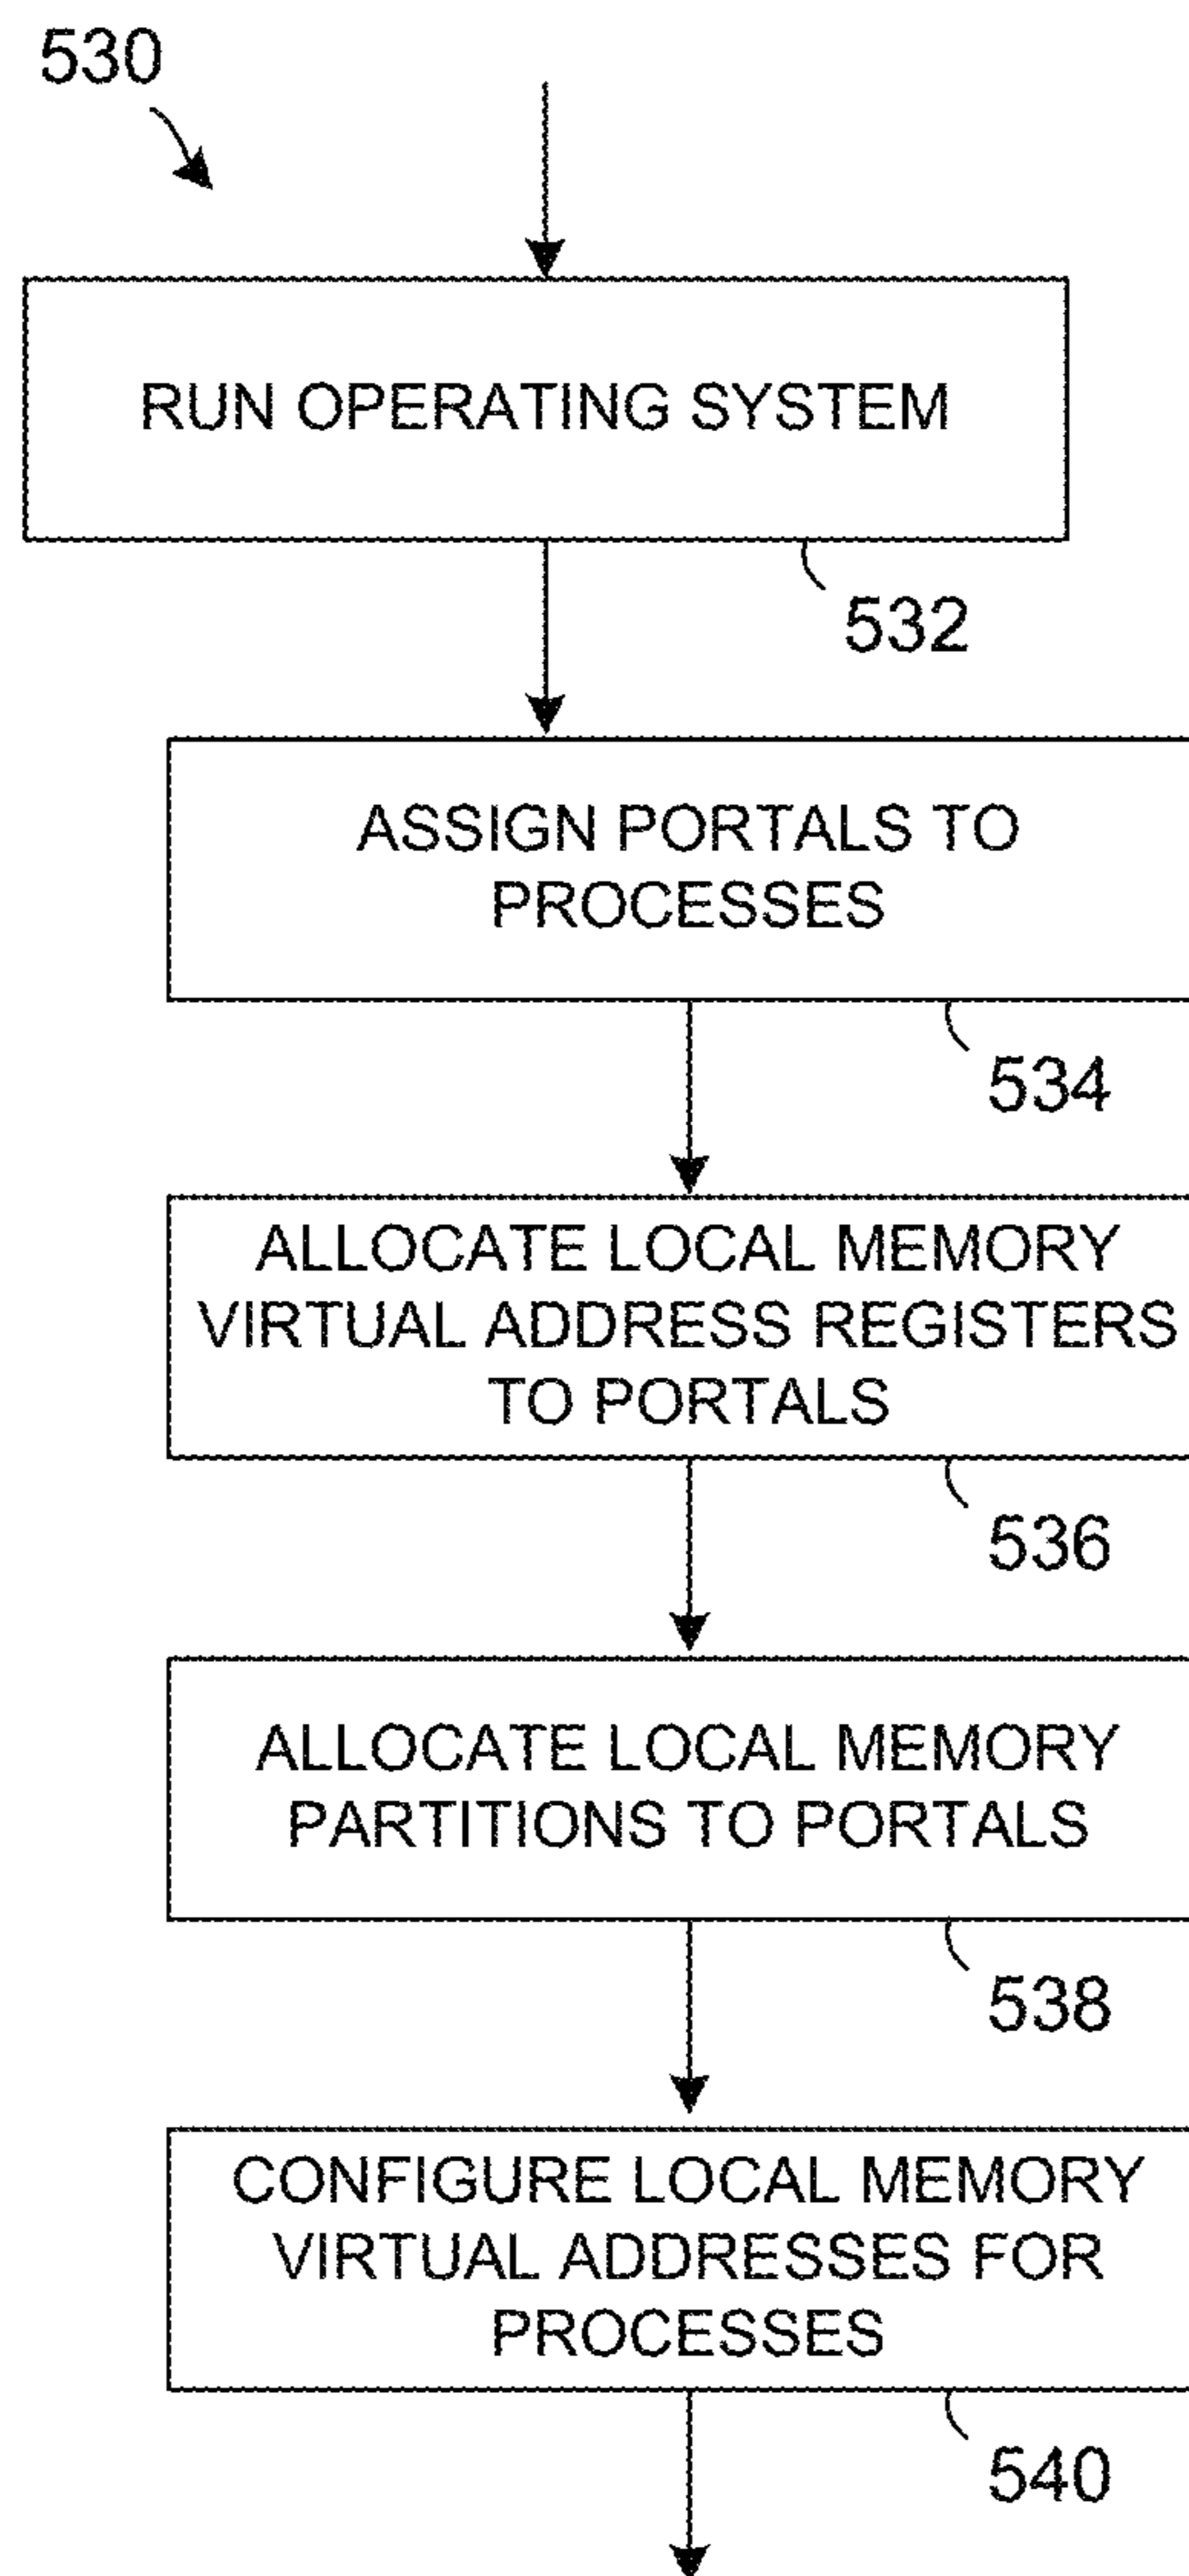 530
RUN OPERATING SYSTEM
532
ASSIGN PORTALS TO
PROCESSES
534
ALLOCATE LOCAL MEMORY
VIRTUAL ADDRESS REGISTERS
TO PORTALS
536
ALLOCATE LOCAL MEMORY
PARTITIONS TO PORTALS
538
CONFIGURE LOCAL MEMORY
VIRTUAL ADDRESSES FOR
PROCESSES
540